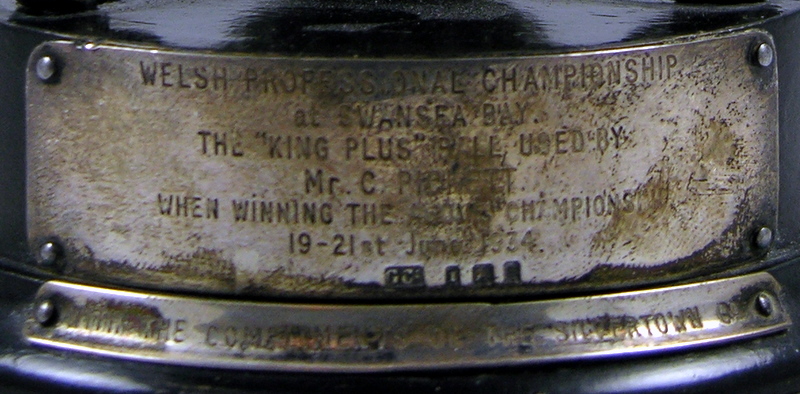 WELSH PROFESSIONAL CHAMPIONSHIP
at SWANSEA BAY.
THE "KING PLUS" BALL USED BY
Mr. C.
WHEN WINNING THE ABOVE CHAMPIONSHIP
19-21st June 1934.
WITH THE COMPLIMENTS OF THE SILVERTOWN